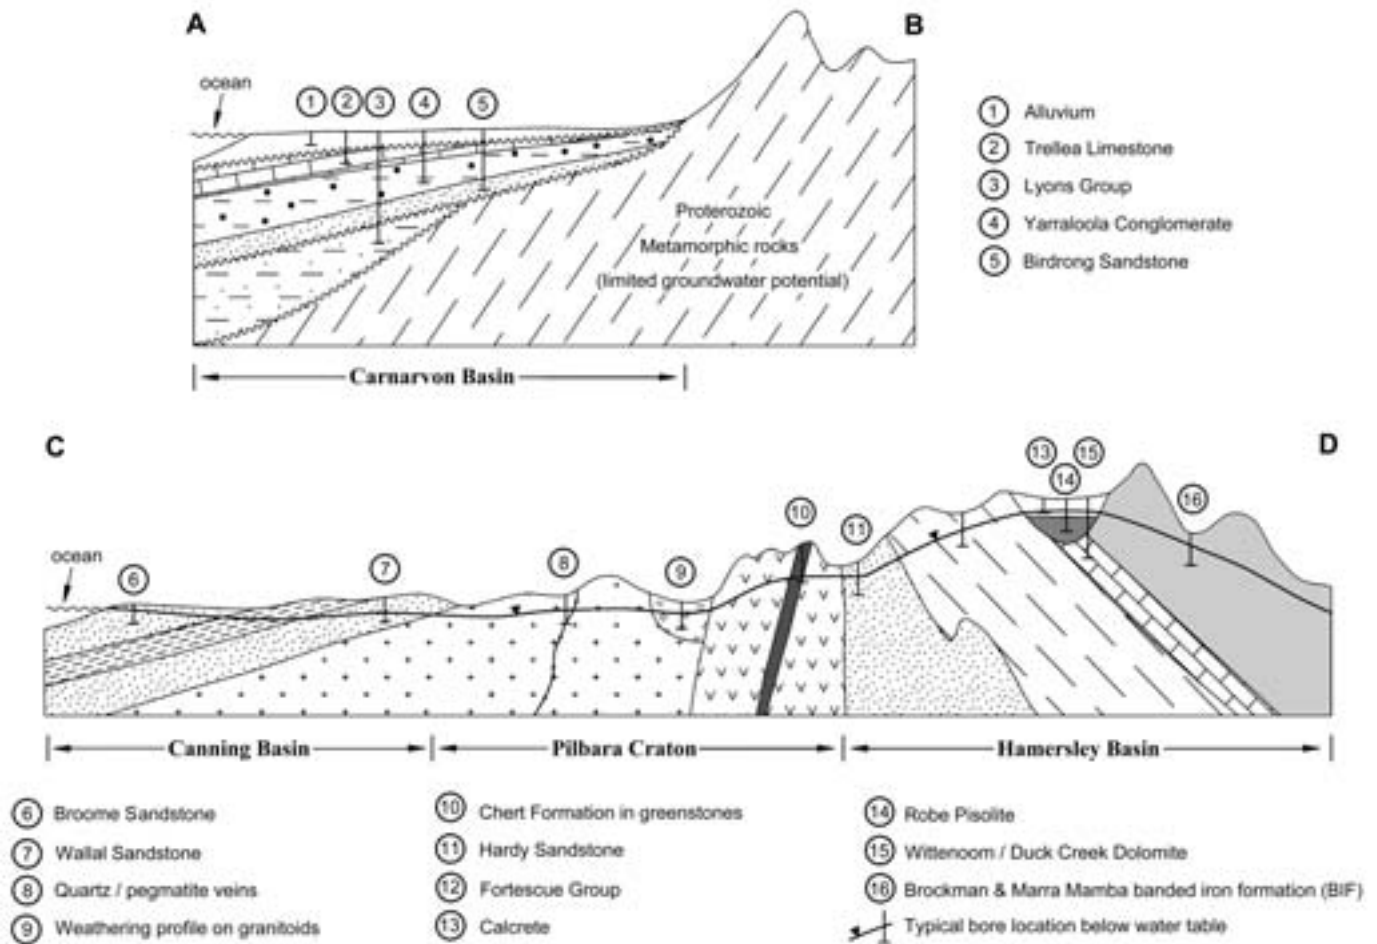 A
B
ocean
1 2 3 4 5
Proterozoic
Metamorphic rocks
(limited groundwater potential)
Carnarvon Basin
1 Alluvium
2 Trellea Limestone
3 Lyons Group
4 Yarraloola Conglomerate
5 Birdrong Sandstone
C
D
ocean
6 7 8 9 10 11 13 14 15 16
Canning Basin
Pilbara Craton
Hamersley Basin
6 Broome Sandstone
7 Wallal Sandstone
8 Quartz / pegmatite veins
9 Weathering profile on granitoids
10 Chert Formation in greenstones
11 Hardy Sandstone
12 Fortescue Group
13 Calcrete
14 Robe Pisolite
15 Wittenoom / Duck Creek Dolomite
16 Brockman & Marra Mamba banded iron formation (BIF)
Typical bore location below water table